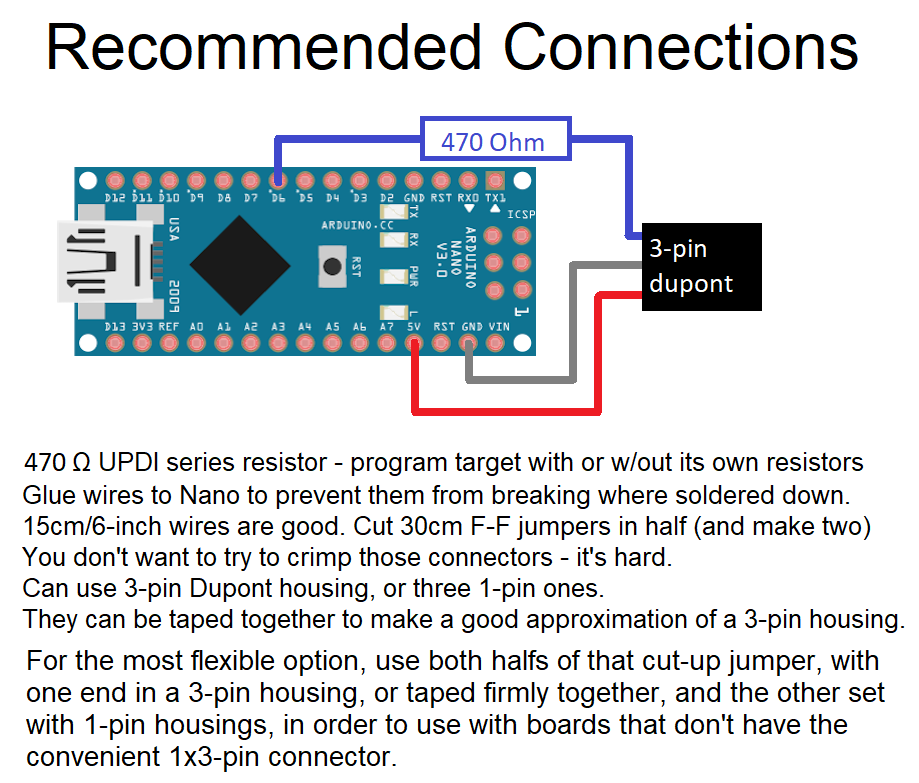 Recommended Connections
470 Ohm
D12 D11 D10 D9 D8 D7 D6 D5 D4 D3 D2 GND RST RX0 TX1
ICSP
ARDUINO.CC
TX
RX
PWR
L
RST
ARDUINO
NANO
V3.0
USA
2009
1
3-pin
dupont
D13 3V3 REF A0 A1 A2 A3 A4 A5 A6 A7 5V RST GND VIN
470 Ω UPDI series resistor - program target with or w/out its own resistors
Glue wires to Nano to prevent them from breaking where soldered down.
15cm/6-inch wires are good. Cut 30cm F-F jumpers in half (and make two)
You don't want to try to crimp those connectors - it's hard.
Can use 3-pin Dupont housing, or three 1-pin ones.
They can be taped together to make a good approximation of a 3-pin housing.
For the most flexible option, use both halfs of that cut-up jumper, with
one end in a 3-pin housing, or taped firmly together, and the other set
with 1-pin housings, in order to use with boards that don't have the
convenient 1x3-pin connector.